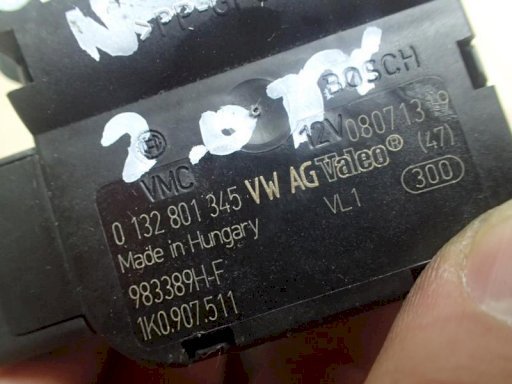 BOSCH
2.0
12V 080713
VMC
0 132 801 345 VW AG Valeo® (47)
Made in Hungary VL1 300
983389H-F
1K0.907.511